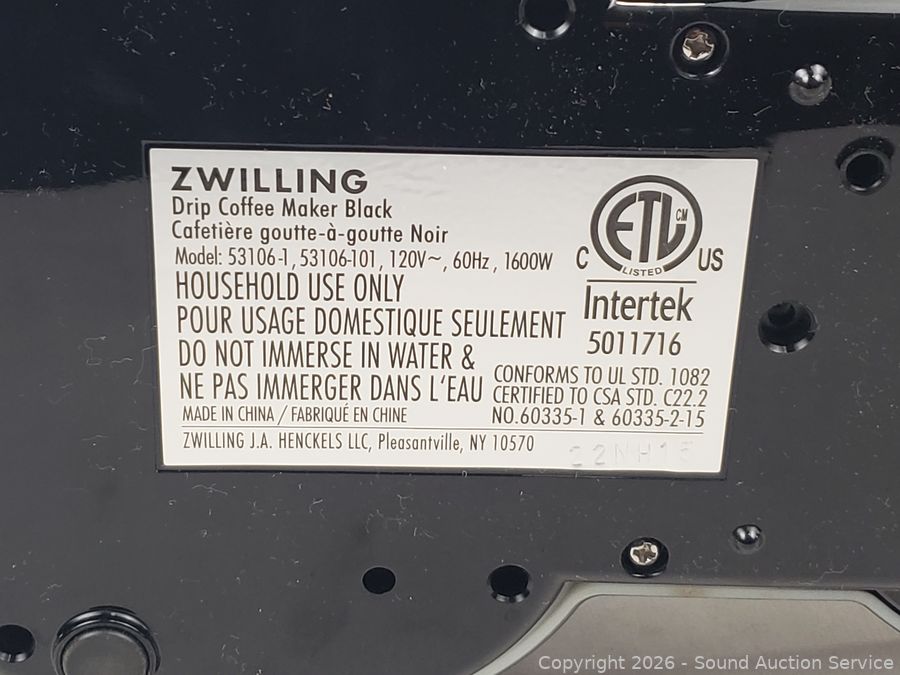 ZWILLING
Drip Coffee Maker Black
Cafetière goutte-à-goutte Noir
Model: 53106-1, 53106-101, 120V~, 60Hz, 1600W
HOUSEHOLD USE ONLY
POUR USAGE DOMESTIQUE SEULEMENT
DO NOT IMMERSE IN WATER &
NE PAS IMMERGER DANS L'EAU
MADE IN CHINA / FABRIQUÉ EN CHINE
ETL CM
LISTED
C US
Intertek
5011716
CONFORMS TO UL STD. 1082
CERTIFIED TO CSA STD. C22.2
NO.60335-1 & 60335-2-15
ZWILLING J.A. HENCKELS LLC, Pleasantville, NY 10570
Copyright 2026 - Sound Auction Service